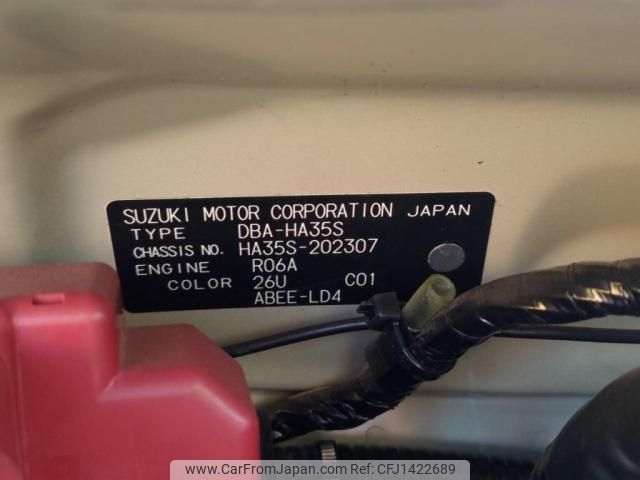 SUZUKI MOTOR CORPORATION JAPAN
TYPE DBA-HA35S
CHASSIS NO. HA35S-202307
ENGINE R06A
COLOR 26U C01
ABEE-LD4
www.CarFromJapan.com CFJ1422689